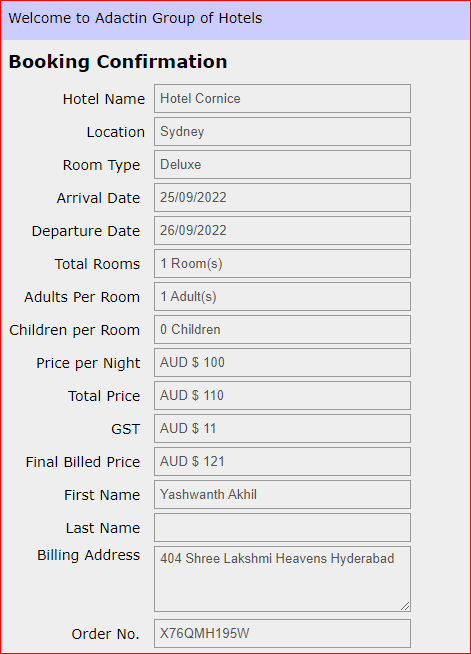 Welcome to Adactin Group of Hotels
Booking Confirmation
Hotel Name Hotel Cornice
Location Sydney
Room Type Deluxe
Arrival Date 25/09/2022
Departure Date 26/09/2022
Total Rooms 1 Room(s)
Adults Per Room 1 Adult(s)
Children per Room 0 Children
Price per Night AUD $ 100
Total Price AUD $ 110
GST AUD $ 11
Final Billed Price AUD $ 121
First Name Yashwanth Akhil
Last Name
Billing Address 404 Shree Lakshmi Heavens Hyderabad
Order No. X76QMH195W